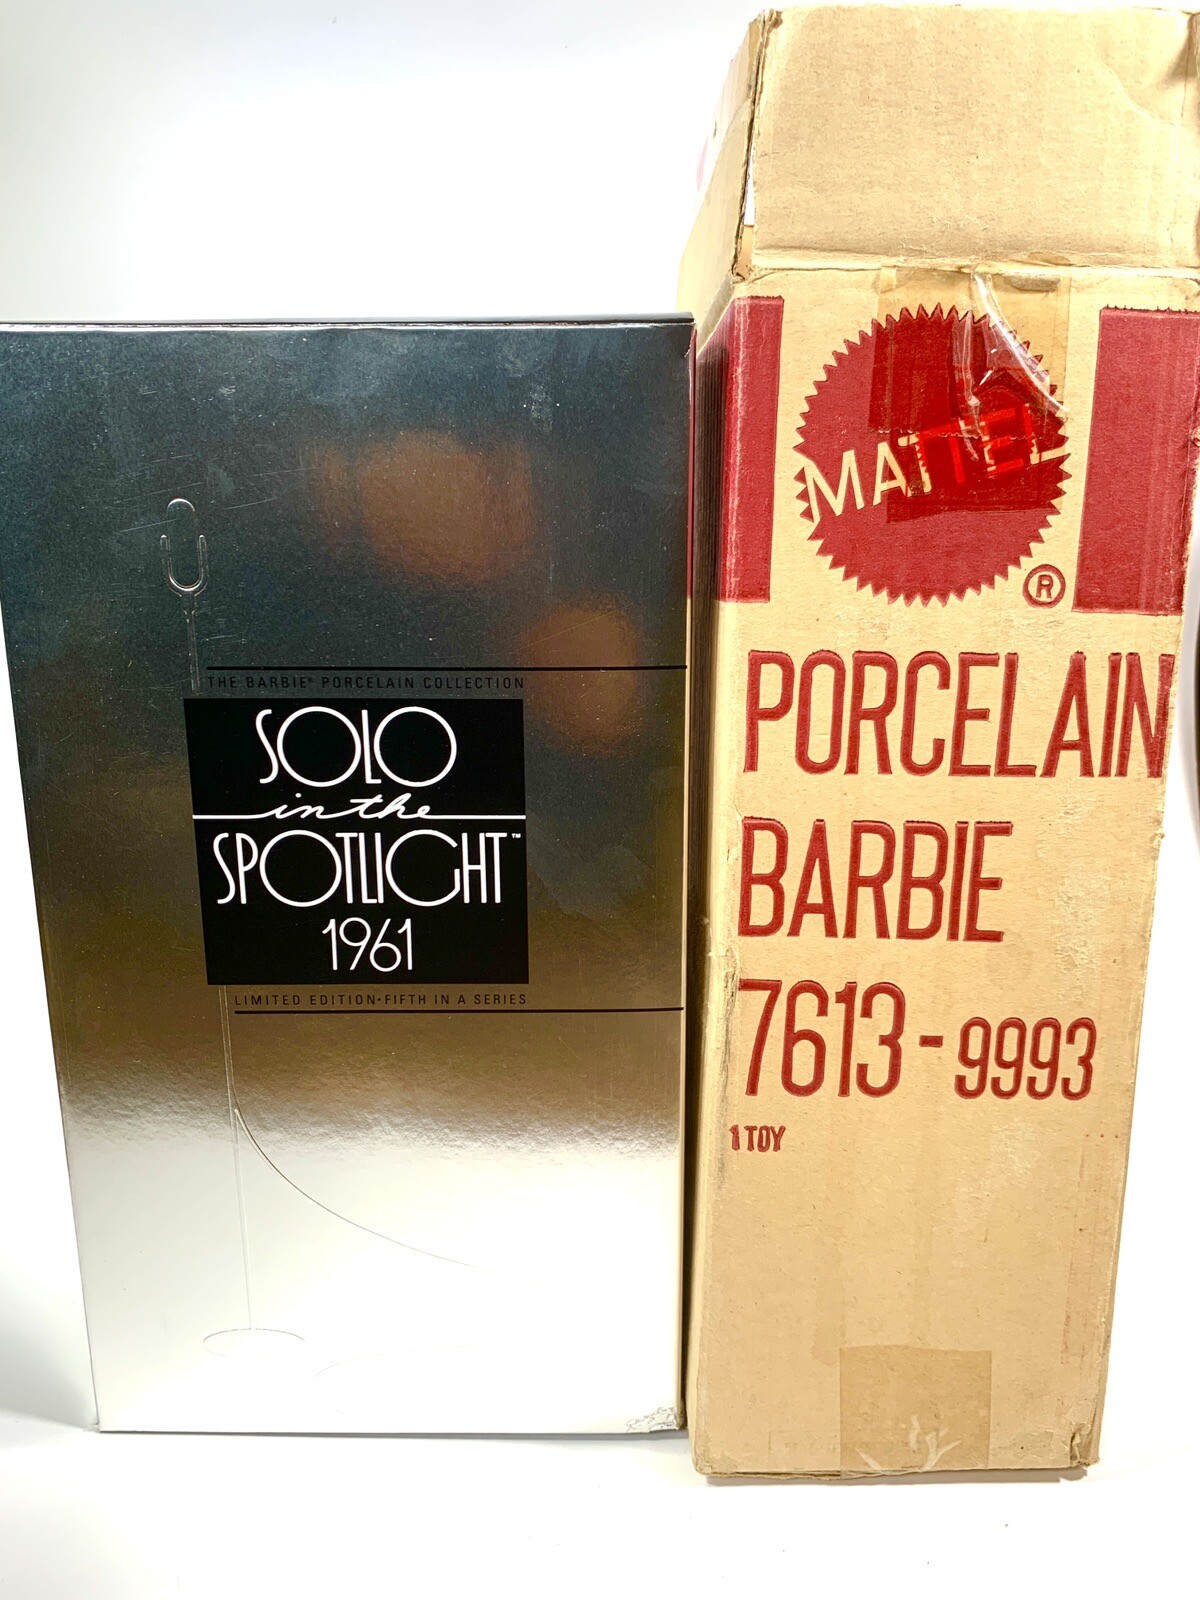 THE BARBIE® PORCELAIN COLLECTION
SOLO
in the
SPOTLIGHT™
1961
LIMITED EDITION•FIFTH IN A SERIES
MATTEL
®
PORCELAIN
BARBIE
7613-9993
1 TOY